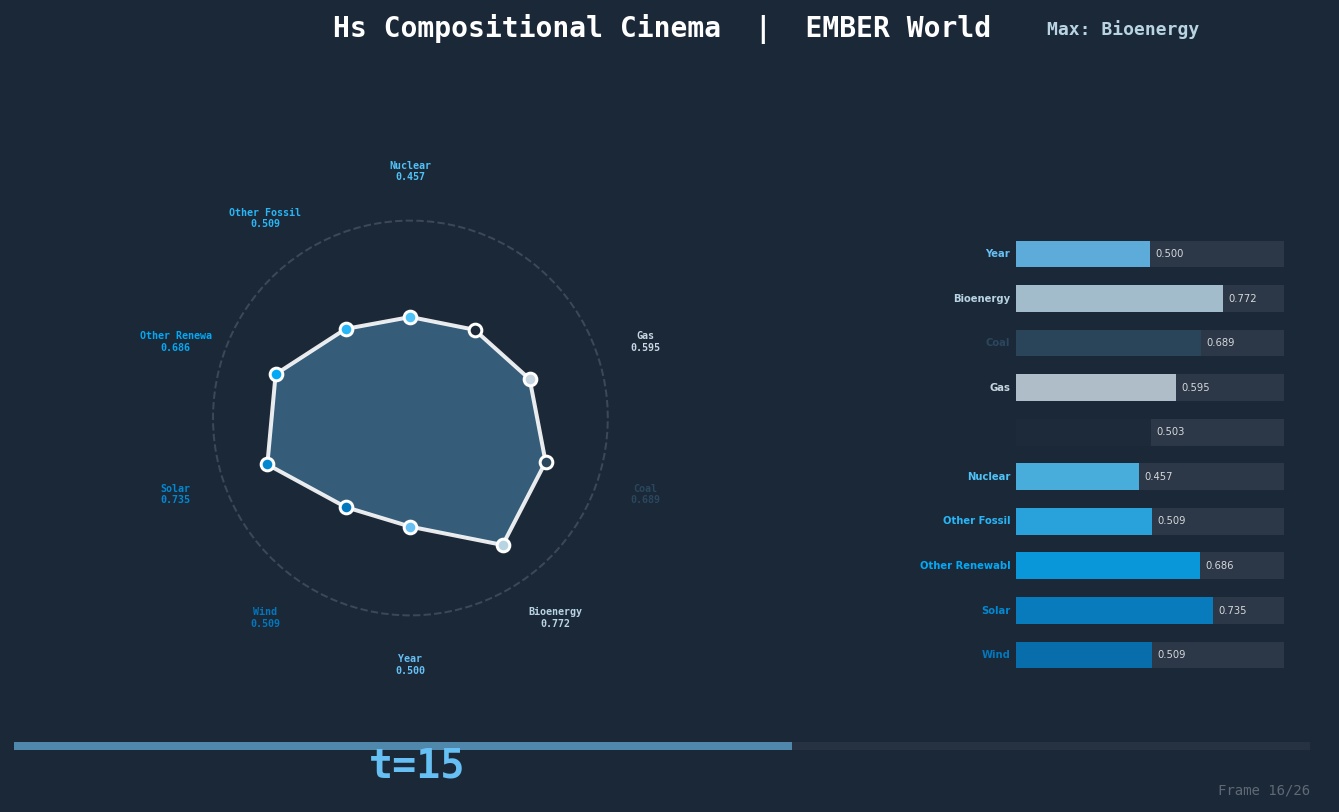 Hs Compositional Cinema | EMBER World
Max: Bioenergy
Nuclear
0.457
Other Fossil
0.509
Other Renewa
0.686
Gas
0.595
Solar
0.735
Coal
0.689
Wind
0.509
Bioenergy
0.772
Year
0.500
Year 0.500
Bioenergy 0.772
Coal 0.689
Gas 0.595
0.503
Nuclear 0.457
Other Fossil 0.509
Other Renewabl 0.686
Solar 0.735
Wind 0.509
t=15
Frame 16/26